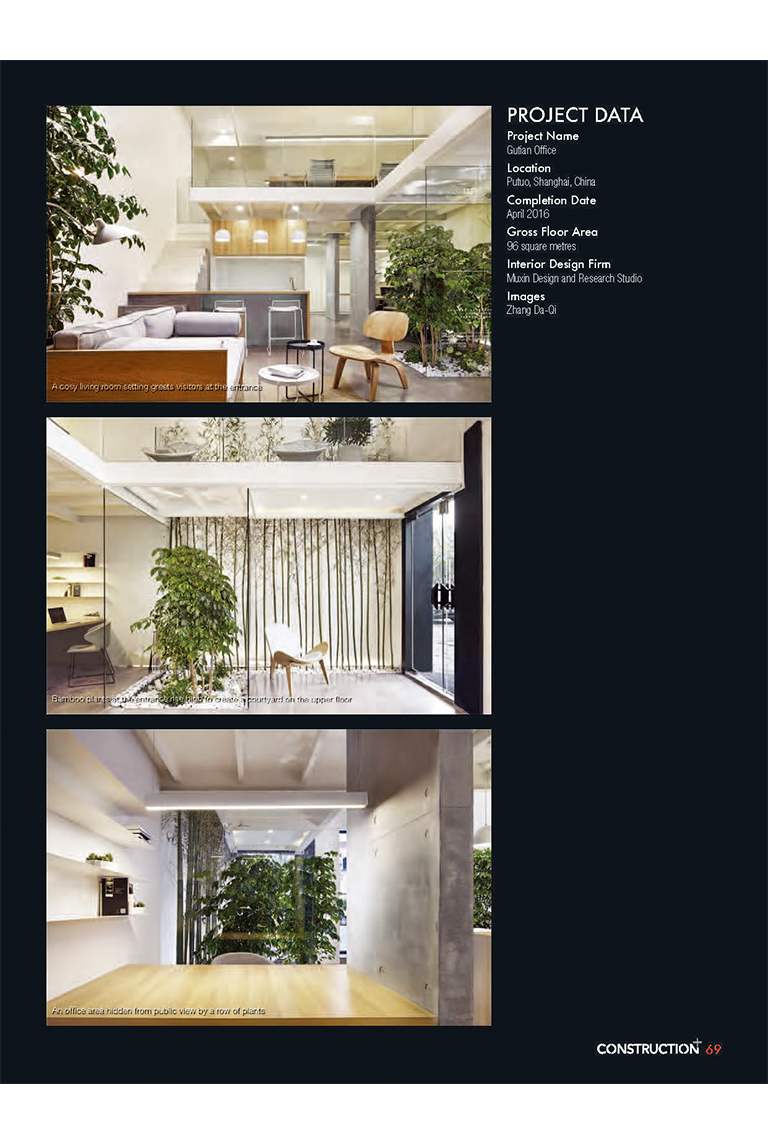 PROJECT DATA
Project Name
Gutian Office
Location
Putuo, Shanghai, China
Completion Date
April 2016
Gross Floor Area
96 square metres
Interior Design Firm
Muxin Design and Research Studio
Images
Zhang Da-Qi
A cosy living room setting greets visitors at the entrance
Bamboo plants at the entrance help to create a courtyard on the upper floor
An office area hidden from public view by a row of plants
CONSTRUCTION+ 69